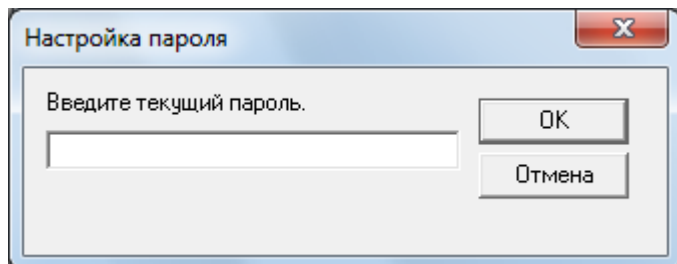 Настройка пароля
Введите текущий пароль.
OK
Отмена